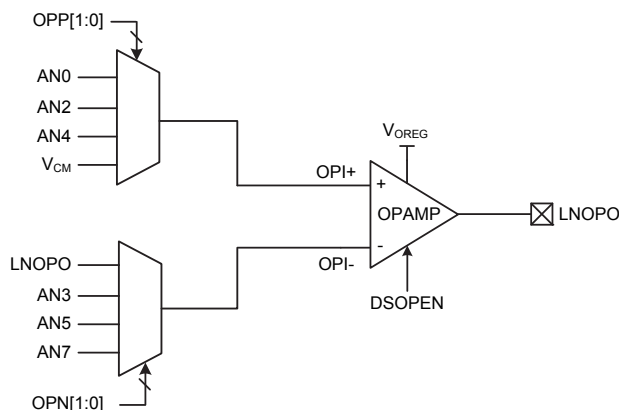 OPP[1:0]
AN0
AN2
AN4
VCM
VOREG
OPI+
+
OPAMP
LNOPO
-
OPI-
DSOPEN
LNOPO
AN3
AN5
AN7
OPN[1:0]